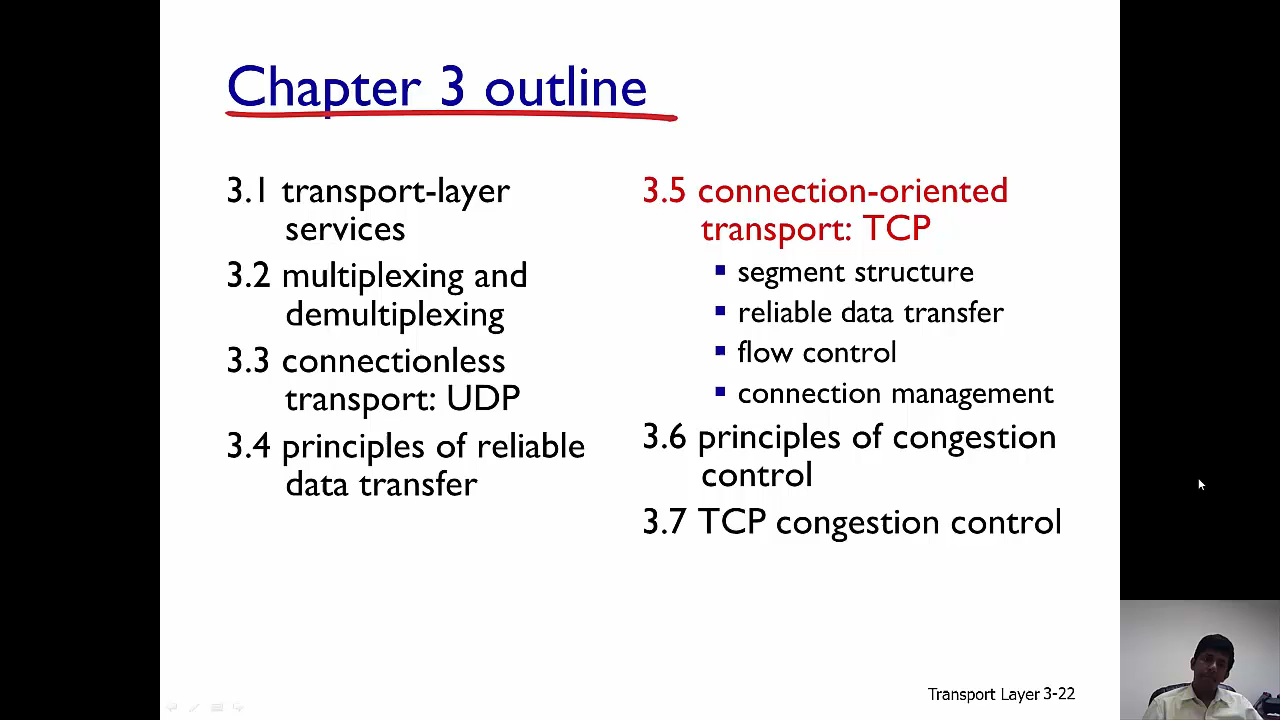 Chapter 3 outline
3.1 transport-layer
services
3.2 multiplexing and
demultiplexing
3.3 connectionless
transport: UDP
3.4 principles of reliable
data transfer
3.5 connection-oriented
transport: TCP
segment structure
reliable data transfer
flow control
connection management
3.6 principles of congestion
control
3.7 TCP congestion control
Transport Layer 3-22